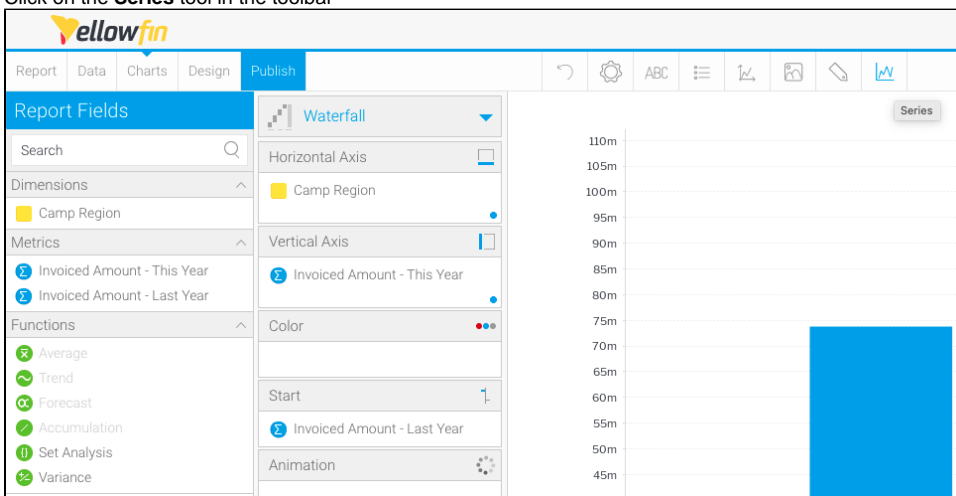 Click on the Series tool in the toolbar
Yellowfin
Report Data Charts Design Publish
ABC
Series
Report Fields
Search
Dimensions
Camp Region
Metrics
Invoiced Amount - This Year
Invoiced Amount - Last Year
Functions
Average
Trend
Forecast
Accumulation
Set Analysis
Variance
Waterfall
Horizontal Axis
Camp Region
Vertical Axis
Invoiced Amount - This Year
Color
Start
Invoiced Amount - Last Year
Animation
110m
105m
100m
95m
90m
85m
80m
75m
70m
65m
60m
55m
50m
45m